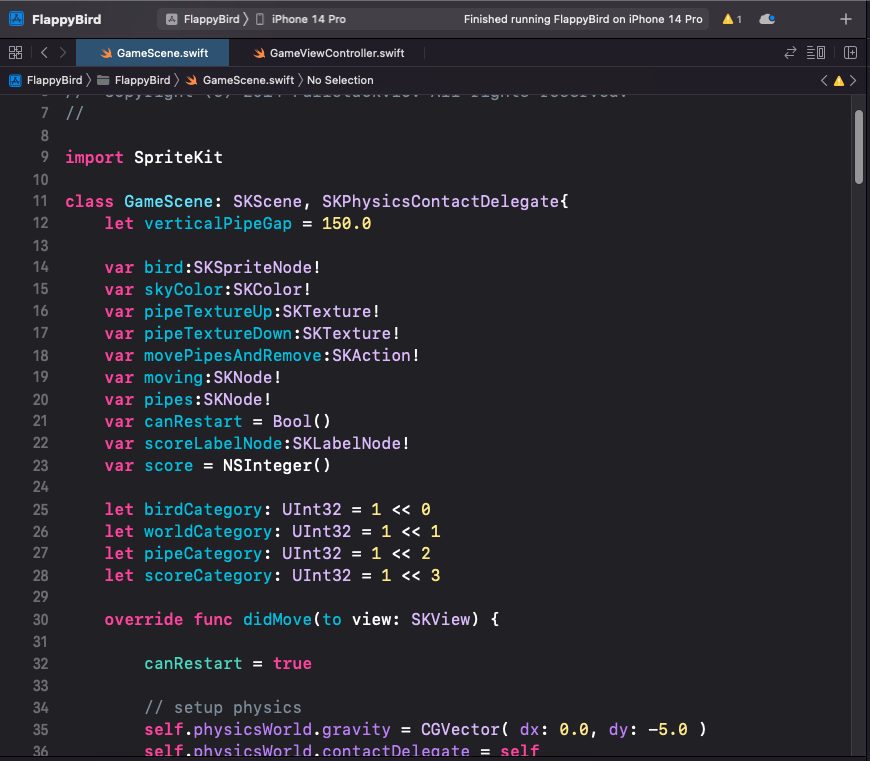 FlappyBird
FlappyBird 〉 iPhone 14 Pro
Finished running FlappyBird on iPhone 14 Pro
1
GameScene.swift
GameViewController.swift
FlappyBird 〉 FlappyBird 〉 GameScene.swift 〉 No Selection
7 //
8
9 import SpriteKit
10
11 class GameScene: SKScene, SKPhysicsContactDelegate{
12 let verticalPipeGap = 150.0
13
14 var bird:SKSpriteNode!
15 var skyColor:SKColor!
16 var pipeTextureUp:SKTexture!
17 var pipeTextureDown:SKTexture!
18 var movePipesAndRemove:SKAction!
19 var moving:SKNode!
20 var pipes:SKNode!
21 var canRestart = Bool()
22 var scoreLabelNode:SKLabelNode!
23 var score = NSInteger()
24
25 let birdCategory: UInt32 = 1 << 0
26 let worldCategory: UInt32 = 1 << 1
27 let pipeCategory: UInt32 = 1 << 2
28 let scoreCategory: UInt32 = 1 << 3
29
30 override func didMove(to view: SKView) {
31
32 canRestart = true
33
34 // setup physics
35 self.physicsWorld.gravity = CGVector( dx: 0.0, dy: -5.0 )
36 self.physicsWorld.contactDelegate = self